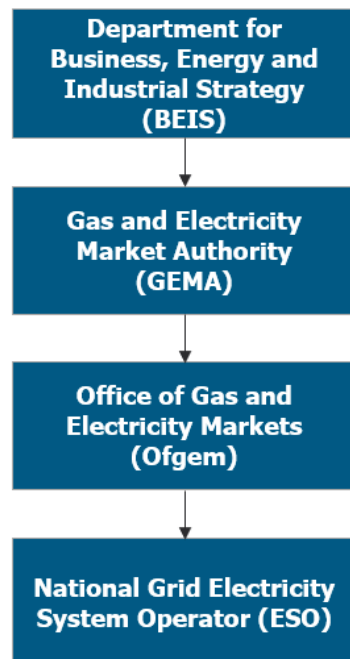 Department for
Business, Energy and
Industrial Strategy
(BEIS)
Gas and Electricity
Market Authority
(GEMA)
Office of Gas and
Electricity Markets
(Ofgem)
National Grid Electricity
System Operator (ESO)